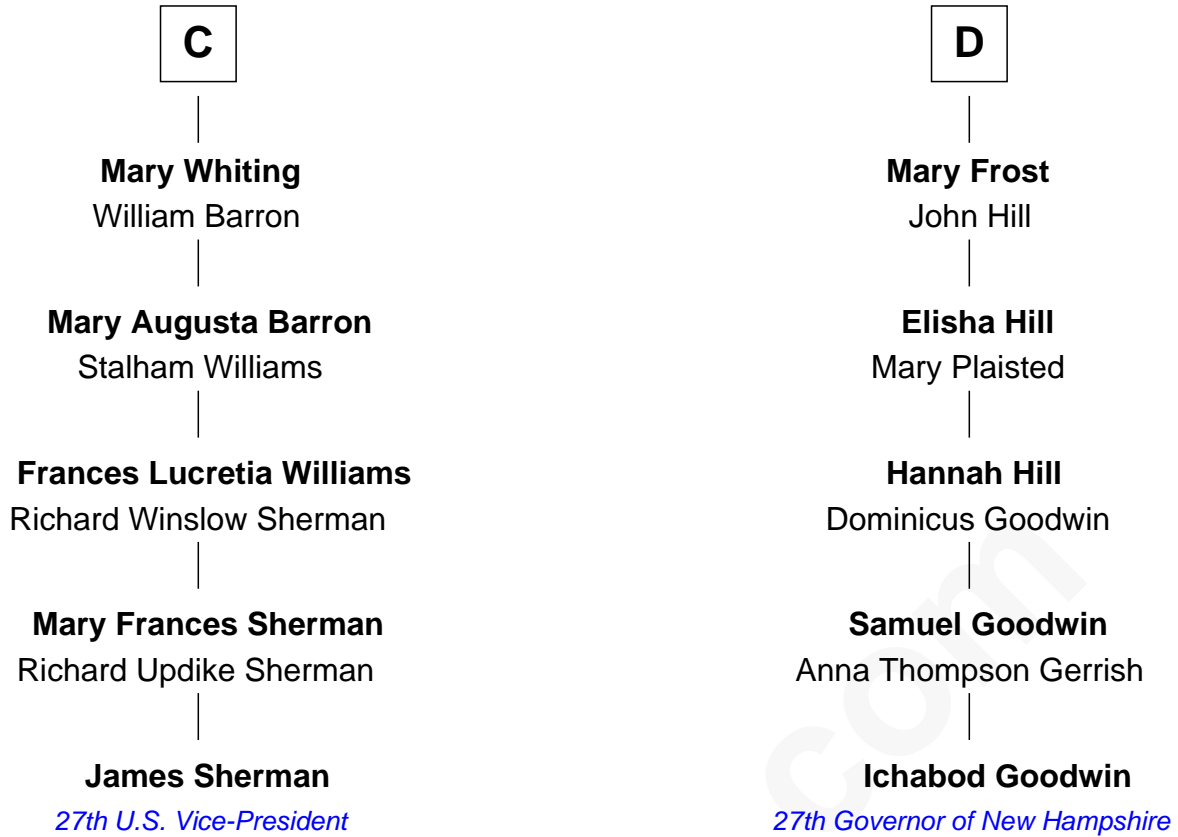 C
Mary Whiting
William Barron
Mary Augusta Barron
Stalham Williams
Frances Lucretia Williams
Richard Winslow Sherman
Mary Frances Sherman
Richard Updike Sherman
James Sherman
27th U.S. Vice-President
D
Mary Frost
John Hill
Elisha Hill
Mary Plaisted
Hannah Hill
Dominicus Goodwin
Samuel Goodwin
Anna Thompson Gerrish
Ichabod Goodwin
27th Governor of New Hampshire
com